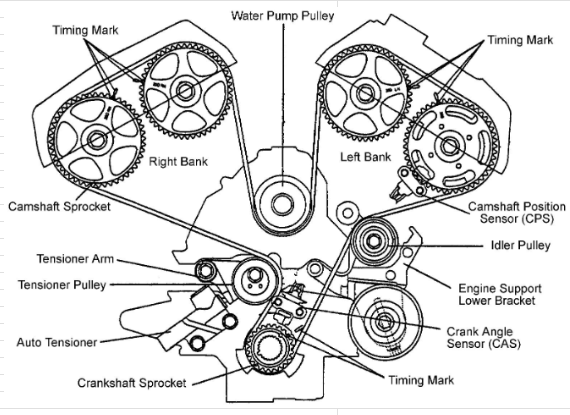 Water Pump Pulley
Timing Mark
Timing Mark
Right Bank
Left Bank
Camshaft Sprocket
Camshaft Position
Sensor (CPS)
Idler Pulley
Tensioner Arm
Tensioner Pulley
Engine Support
Lower Bracket
Auto Tensioner
Crank Angle
Sensor (CAS)
Crankshaft Sprocket
Timing Mark